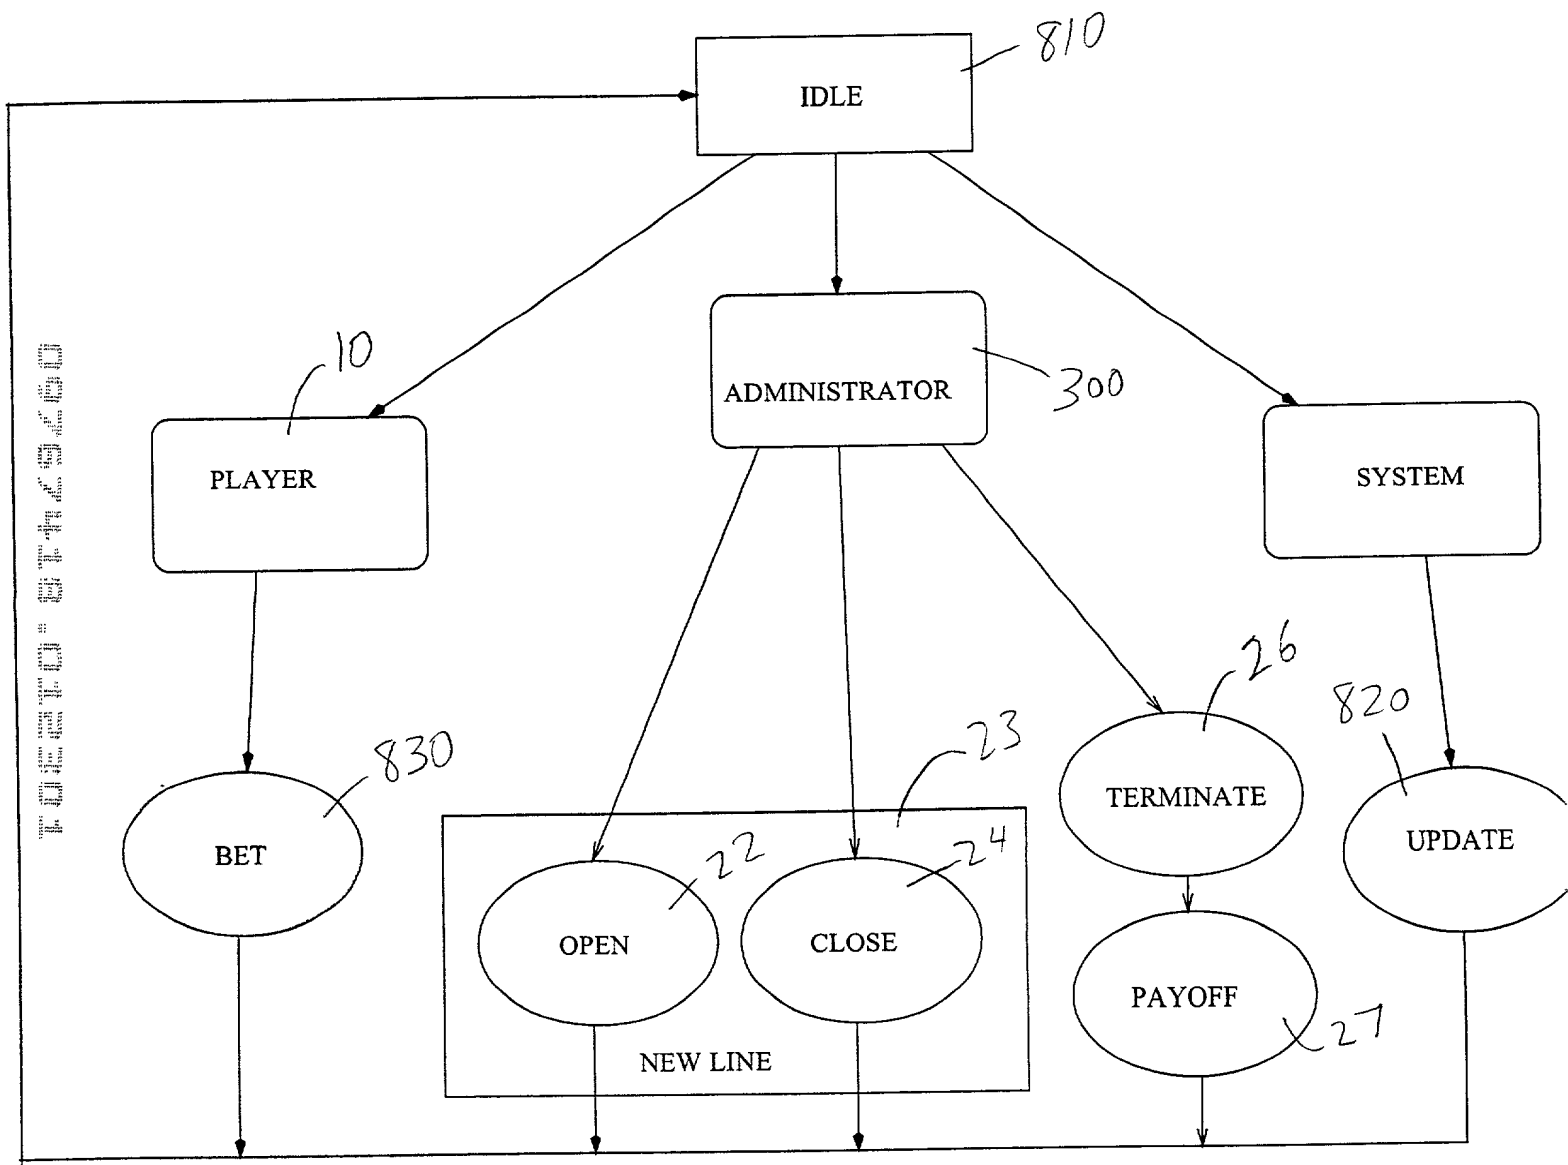 810
IDLE
10
ADMINISTRATOR
300
PLAYER
SYSTEM
26
820
830
23
TERMINATE
BET
22
24
UPDATE
OPEN
CLOSE
PAYOFF
27
NEW LINE